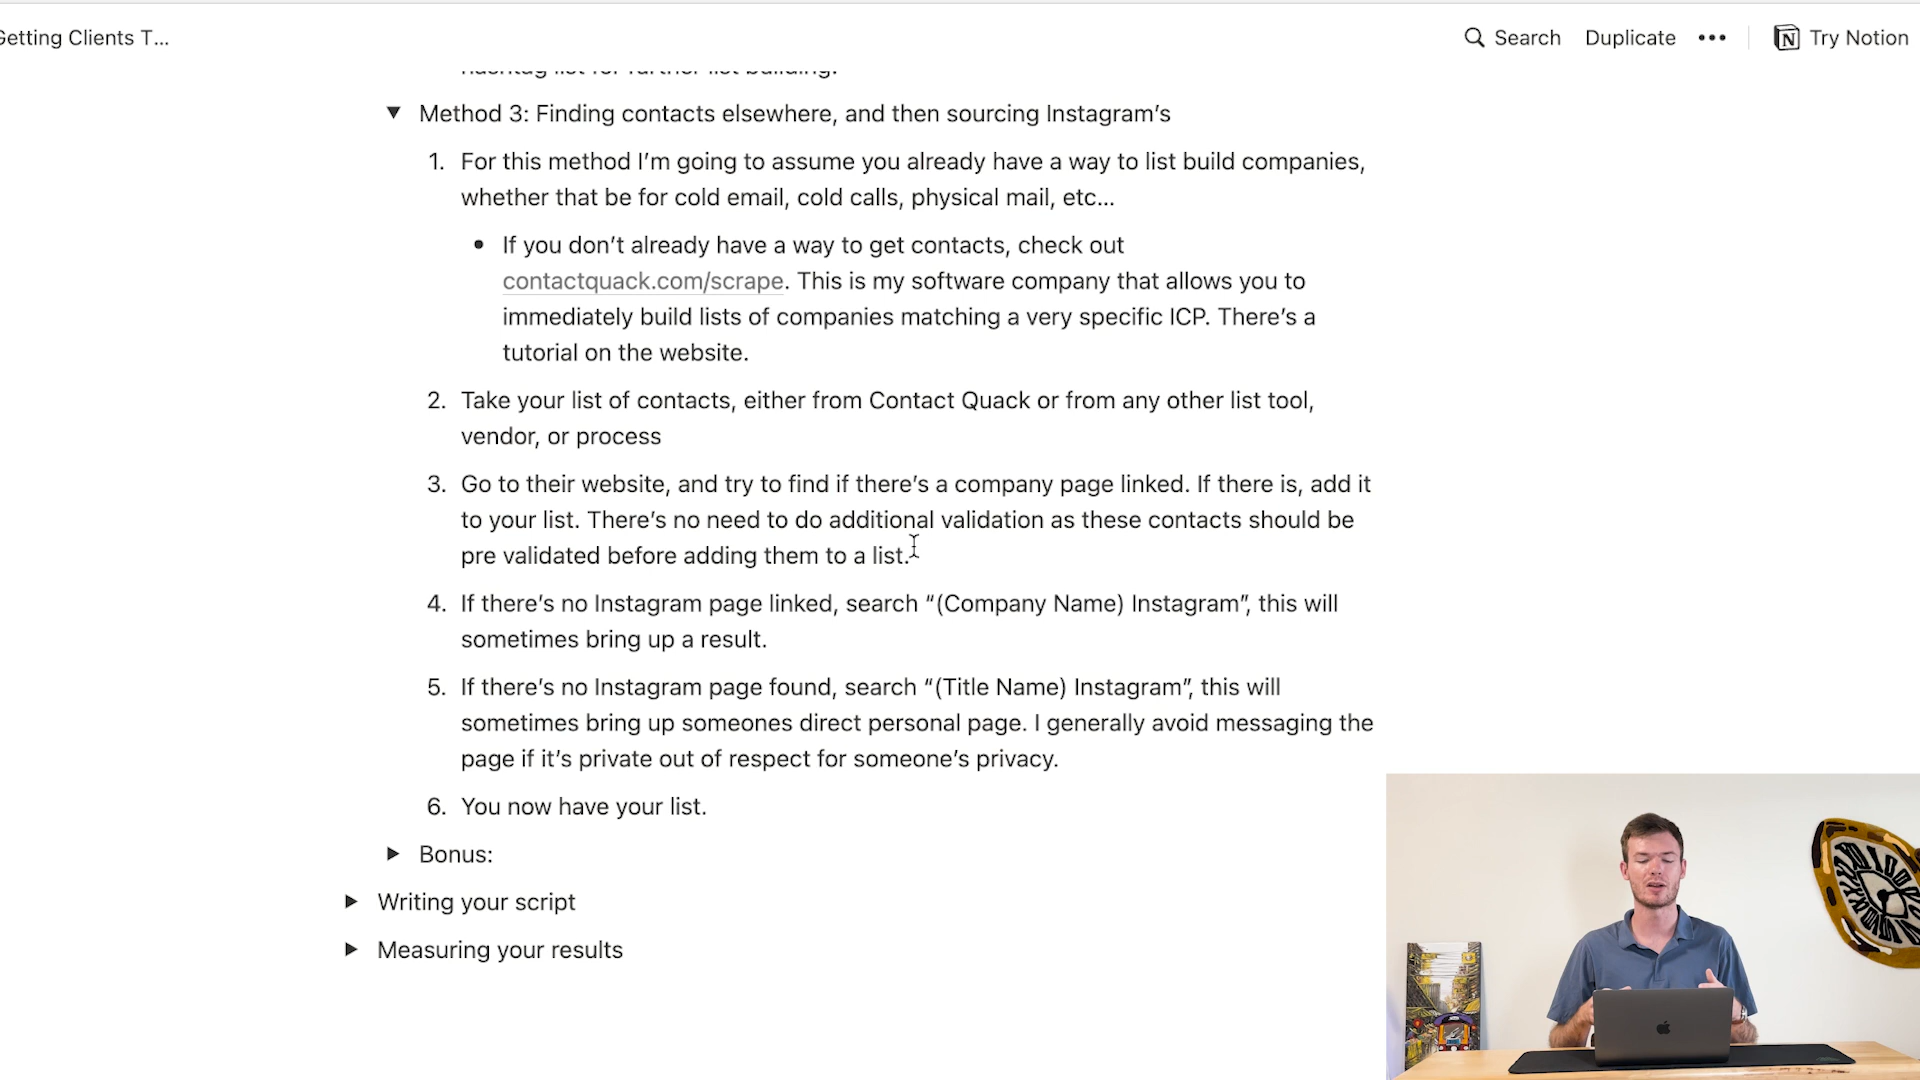 Getting Clients T...
Search Duplicate ••• Try Notion
hashtag list for further list building.
▼ Method 3: Finding contacts elsewhere, and then sourcing Instagram’s
1. For this method I’m going to assume you already have a way to list build companies,
whether that be for cold email, cold calls, physical mail, etc...
• If you don’t already have a way to get contacts, check out
contactquack.com/scrape. This is my software company that allows you to
immediately build lists of companies matching a very specific ICP. There’s a
tutorial on the website.
2. Take your list of contacts, either from Contact Quack or from any other list tool,
vendor, or process
3. Go to their website, and try to find if there’s a company page linked. If there is, add it
to your list. There’s no need to do additional validation as these contacts should be
pre validated before adding them to a list.
4. If there’s no Instagram page linked, search “(Company Name) Instagram”, this will
sometimes bring up a result.
5. If there’s no Instagram page found, search “(Title Name) Instagram”, this will
sometimes bring up someones direct personal page. I generally avoid messaging the
page if it’s private out of respect for someone’s privacy.
6. You now have your list.
▶ Bonus:
▶ Writing your script
▶ Measuring your results